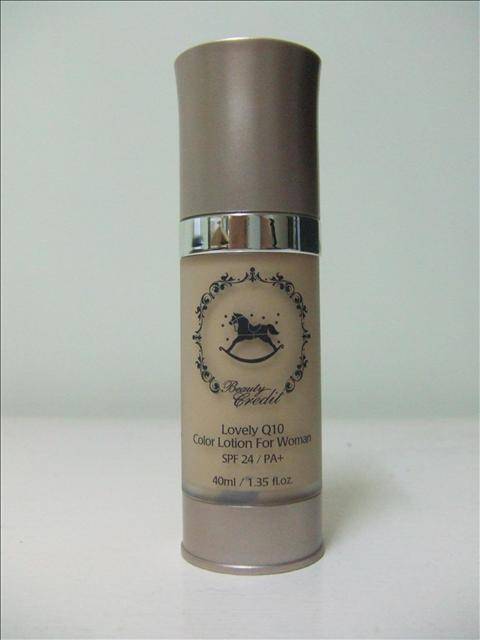 Beauty
Credit
Lovely Q10
Color Lotion For Woman
SPF 24 / PA+
40ml / 1.35 fl.oz.